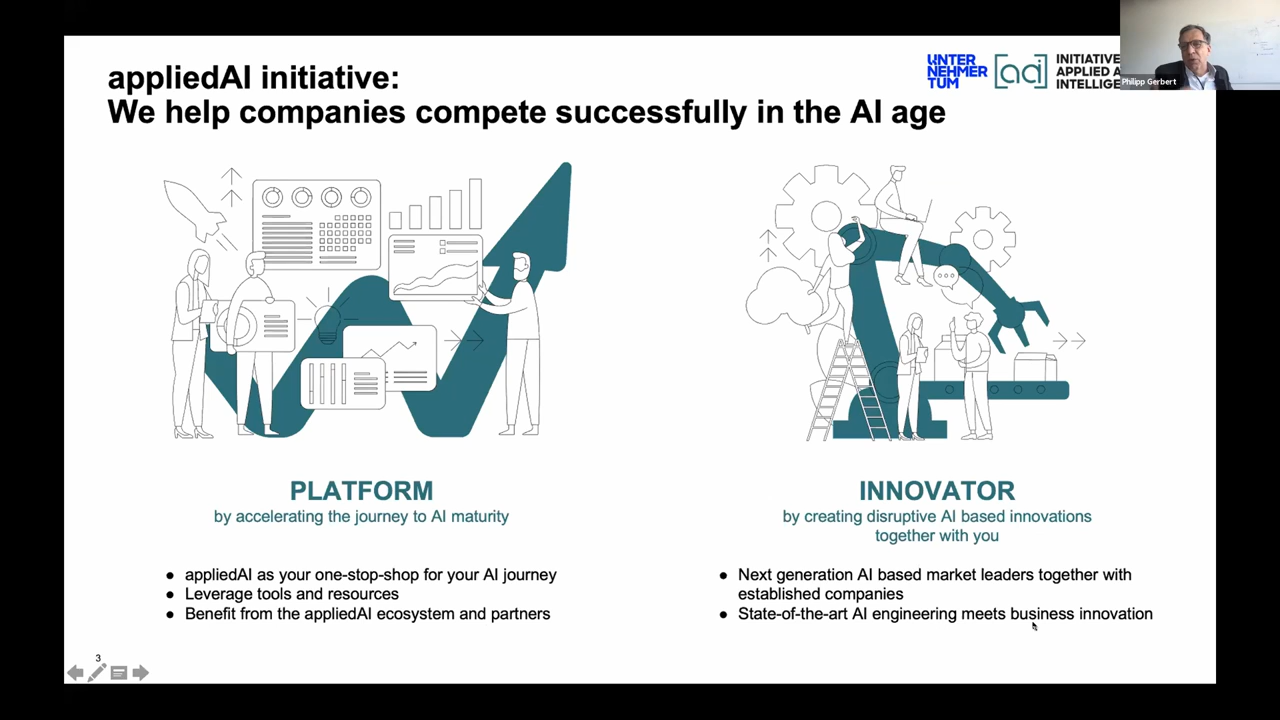 appliedAI initiative:
We help companies compete successfully in the AI age
UNTER
NEHMER
TUM
[aai]
INITIATIVE
APPLIED A
INTELLIGE
Philipp Gerbert
PLATFORM
by accelerating the journey to AI maturity
● appliedAI as your one-stop-shop for your AI journey
● Leverage tools and resources
● Benefit from the appliedAI ecosystem and partners
INNOVATOR
by creating disruptive AI based innovations
together with you
● Next generation AI based market leaders together with
established companies
● State-of-the-art AI engineering meets business innovation
3